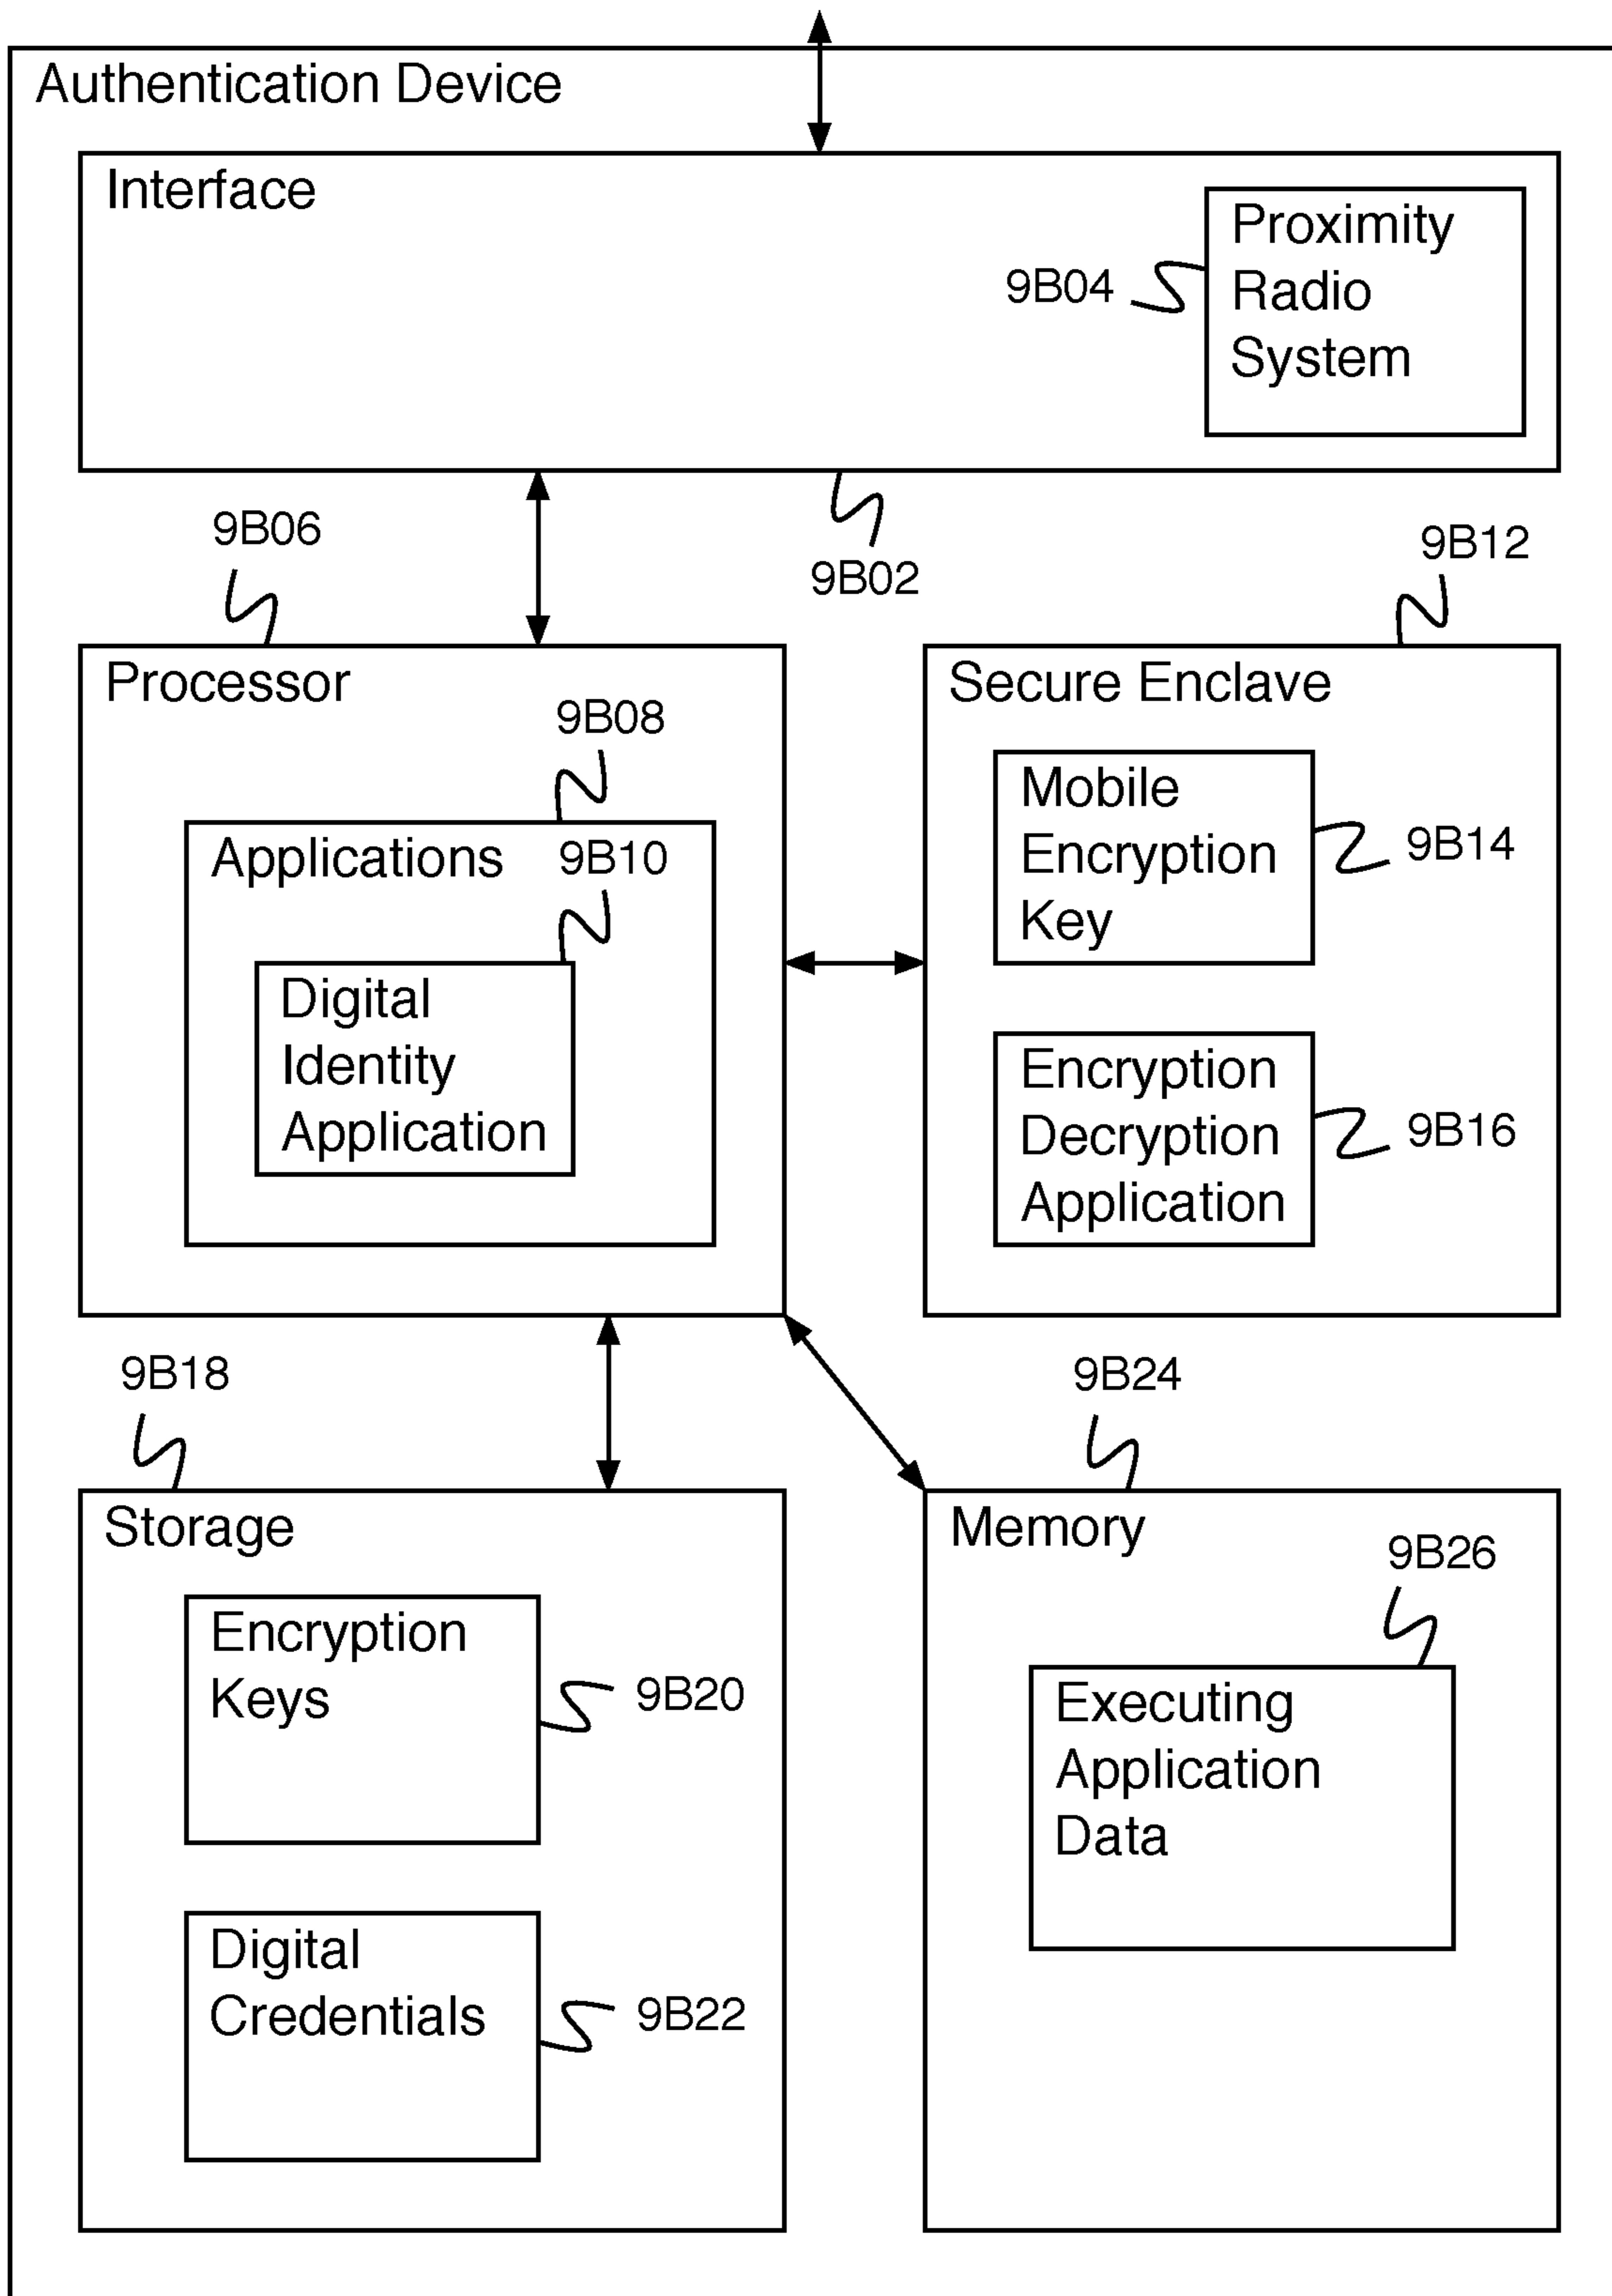 Authentication Device
Interface
Proximity
Radio
System
9B04
9B02
9B06
9B12
Processor
9B08
Applications
9B10
Digital
Identity
Application
Secure Enclave
Mobile
Encryption
Key
9B14
Encryption
Decryption
Application
9B16
9B18
9B24
Storage
Encryption
Keys
9B20
Digital
Credentials
9B22
Memory
9B26
Executing
Application
Data